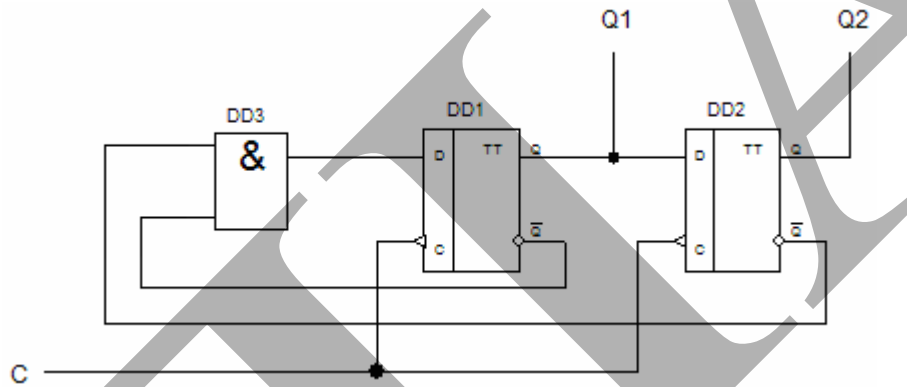 Q1 Q2
DD3 DD1 DD2
& D TT Q D TT Q
C Q̅ C Q̅
C